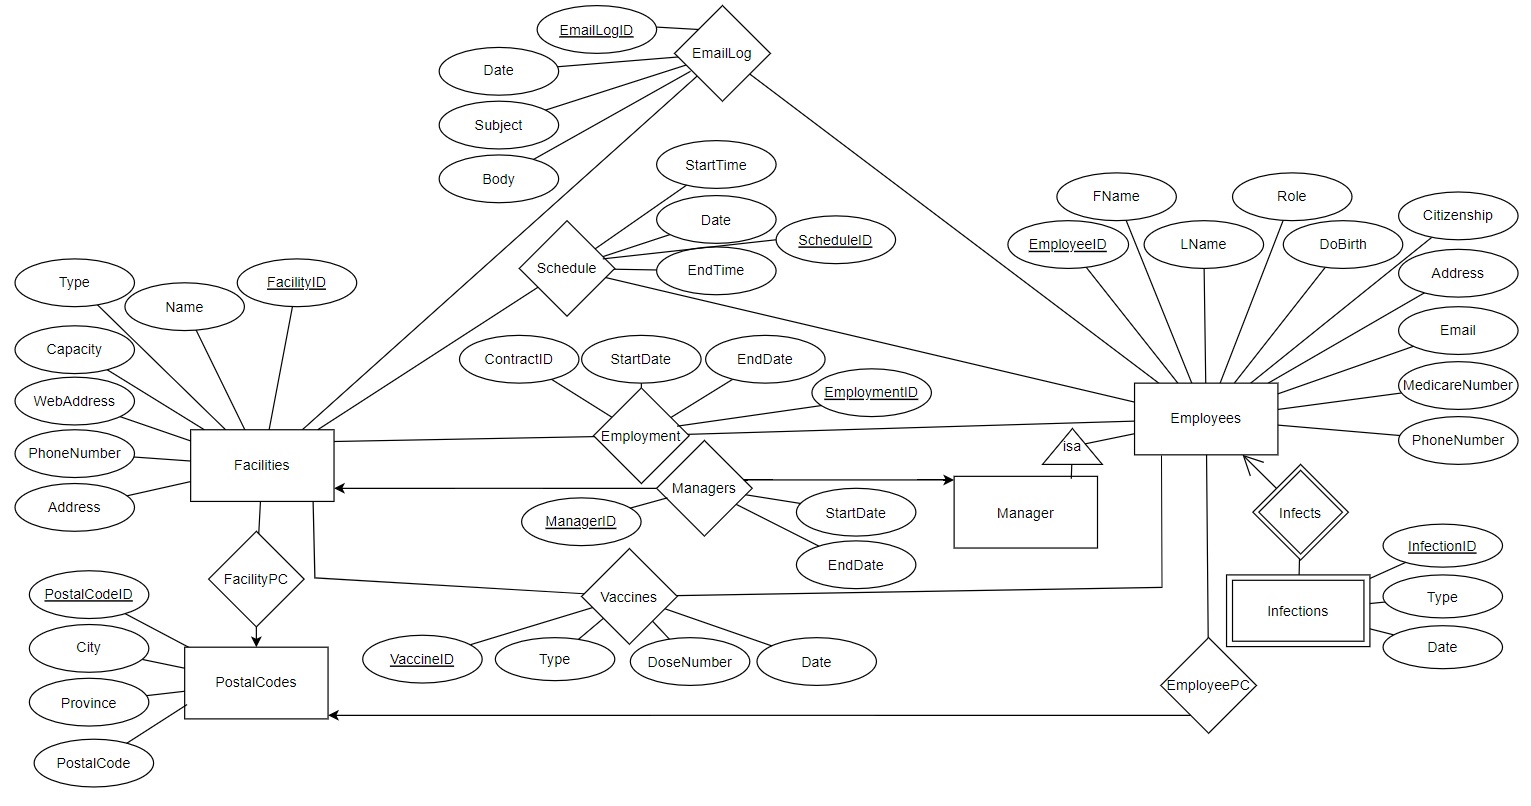 EmailLogID
EmailLog
Date
Subject
Body
StartTime
Date
ScheduleID
Schedule
EndTime
FName
Role
Citizenship
EmployeeID
LName
DoBirth
Address
Email
MedicareNumber
PhoneNumber
Employees
Type
Name
FacilityID
Capacity
WebAddress
PhoneNumber
Address
Facilities
ContractID
StartDate
EndDate
EmploymentID
Employment
isa
Managers
ManagerID
StartDate
EndDate
Manager
Infects
InfectionID
Infections
Type
Date
FacilityPC
Vaccines
VaccineID
Type
DoseNumber
Date
PostalCodeID
City
Province
PostalCode
PostalCodes
EmployeePC